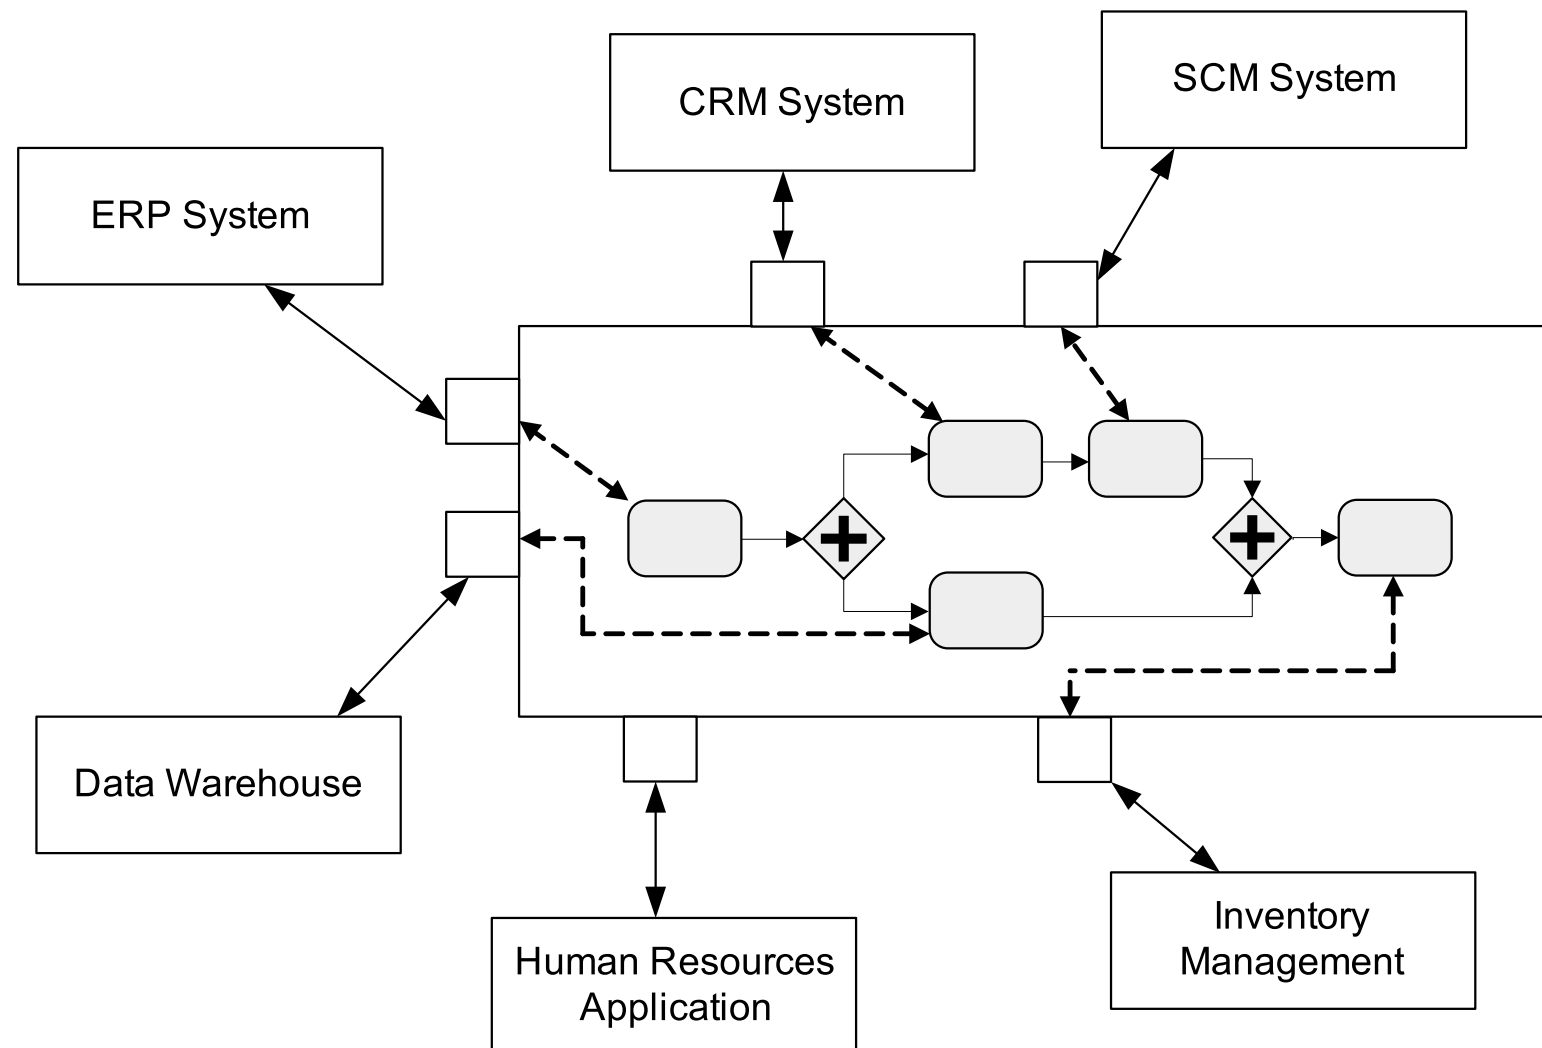 SCM System
CRM System
ERP System
Data Warehouse
Human Resources
Application
Inventory
Management